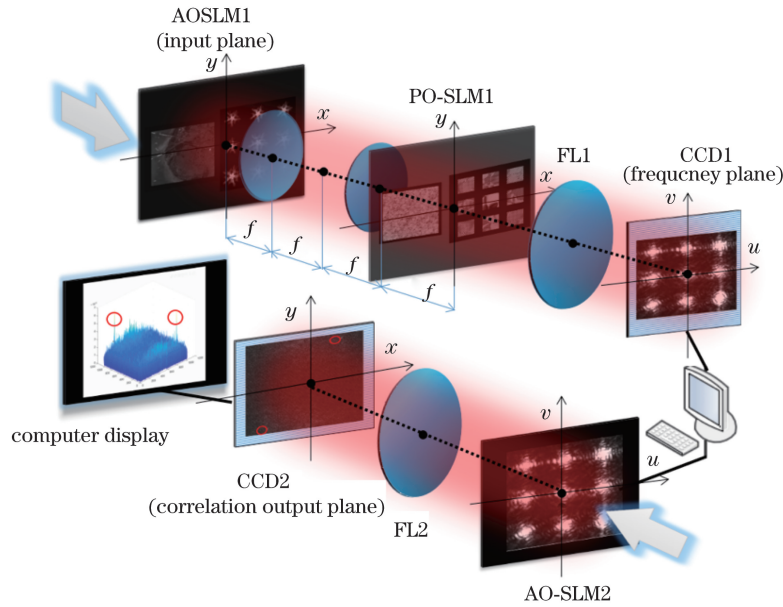 AOSLM1
(input plane)
y
x
PO-SLM1
y
x
FL1
CCD1
(frequcney plane)
v
u
f
f
f
f
computer display
y
x
CCD2
(correlation output plane)
FL2
v
u
AO-SLM2